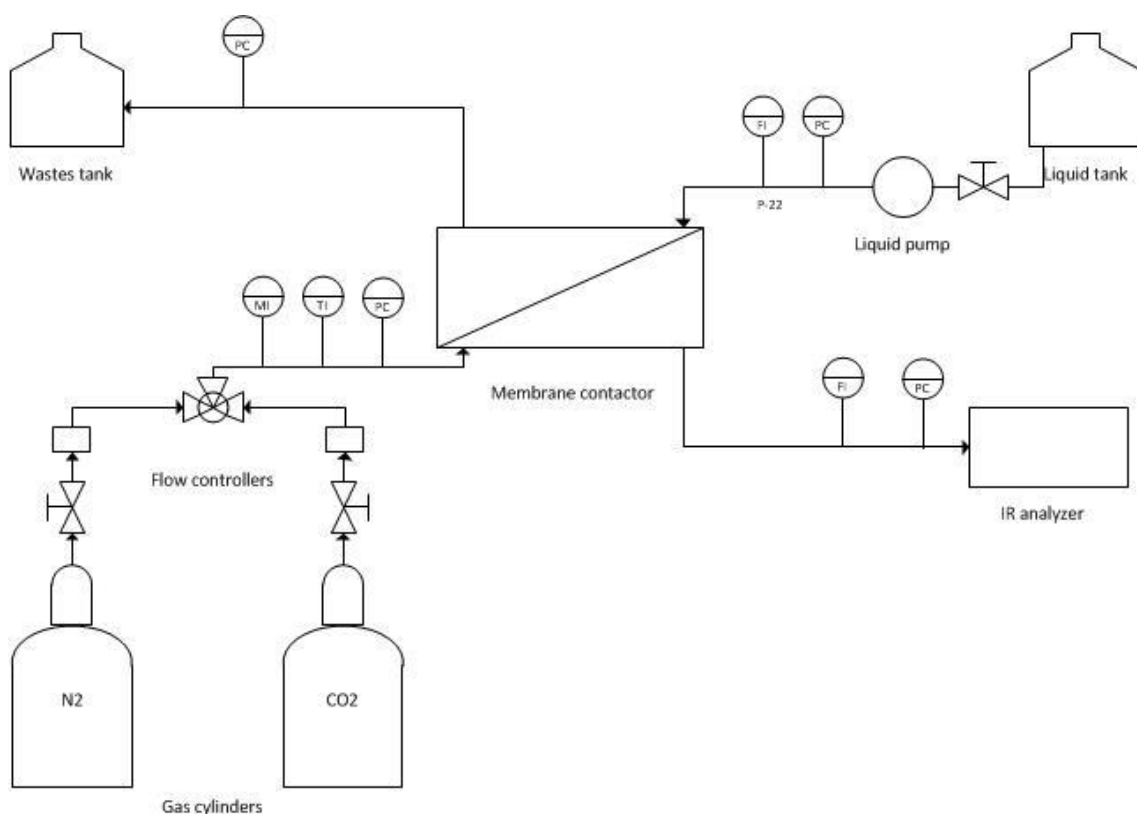 PC
Wastes tank
FI
PC
Liquid tank
P-22
Liquid pump
MI
TI
PC
Membrane contactor
FI
PC
Flow controllers
IR analyzer
N2
CO2
Gas cylinders